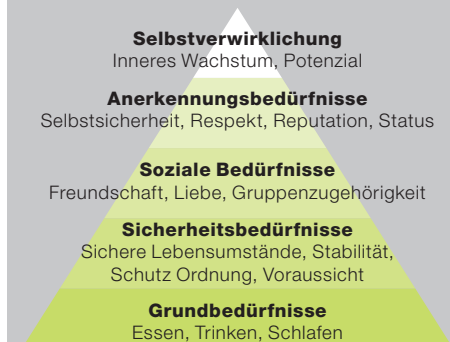 Selbstverwirklichung
Inneres Wachstum, Potenzial
Anerkennungsbedürfnisse
Selbstsicherheit, Respekt, Reputation, Status
Soziale Bedürfnisse
Freundschaft, Liebe, Gruppenzugehörigkeit
Sicherheitsbedürfnisse
Sichere Lebensumstände, Stabilität,
Schutz Ordnung, Voraussicht
Grundbedürfnisse
Essen, Trinken, Schlafen